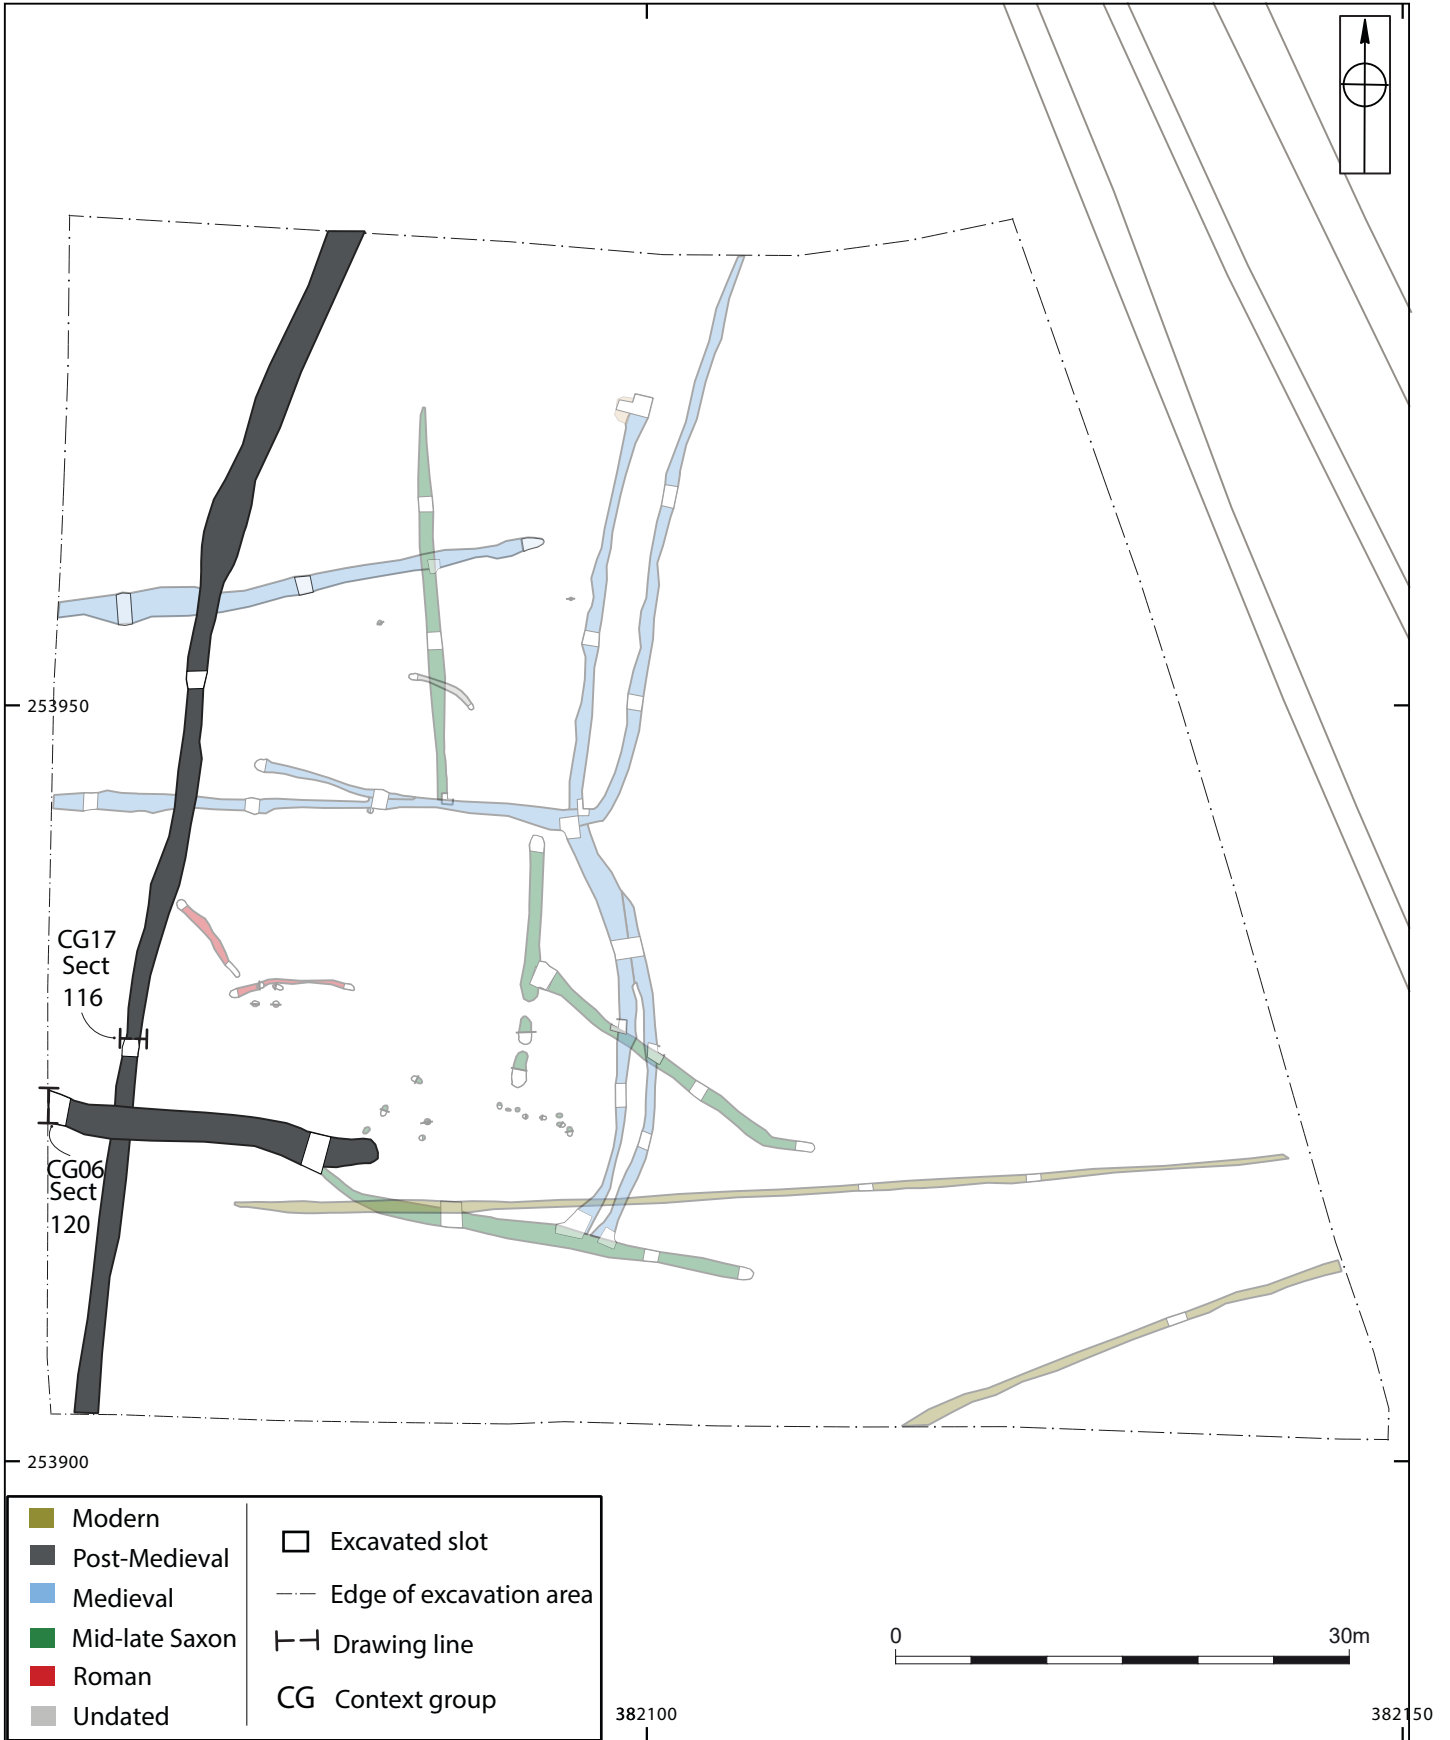 253950
CG17
Sect
116
CG06
Sect
120
253900
Modern
Post-Medieval
Medieval
Mid-late Saxon
Roman
Undated
Excavated slot
Edge of excavation area
Drawing line
CG Context group
0 30m
382100
382150